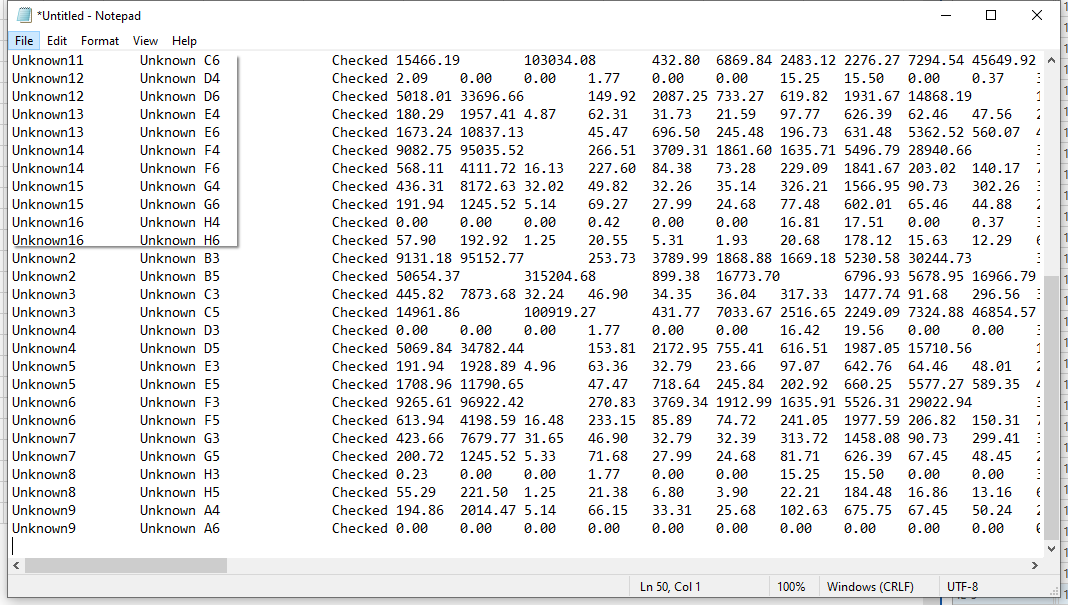 *Untitled - Notepad
File Edit Format View Help
Unknown11 Unknown C6 Checked 15466.19 103034.08 432.80 6869.84 2483.12 2276.27 7294.54 45649.92
Unknown12 Unknown D4 Checked 2.09 0.00 0.00 1.77 0.00 0.00 15.25 15.50 0.00 0.37
Unknown12 Unknown D6 Checked 5018.01 33696.66 149.92 2087.25 733.27 619.82 1931.67 14868.19
Unknown13 Unknown E4 Checked 180.29 1957.41 4.87 62.31 31.73 21.59 97.77 626.39 62.46 47.56
Unknown13 Unknown E6 Checked 1673.24 10837.13 45.47 696.50 245.48 196.73 631.48 5362.52 560.07
Unknown14 Unknown F4 Checked 9082.75 95035.52 266.51 3709.31 1861.60 1635.71 5496.79 28940.66
Unknown14 Unknown F6 Checked 568.11 4111.72 16.13 227.60 84.38 73.28 229.09 1841.67 203.02 140.17
Unknown15 Unknown G4 Checked 436.31 8172.63 32.02 49.82 32.26 35.14 326.21 1566.95 90.73 302.26
Unknown15 Unknown G6 Checked 191.94 1245.52 5.14 69.27 27.99 24.68 77.48 602.01 65.46 44.88
Unknown16 Unknown H4 Checked 0.00 0.00 0.00 0.42 0.00 0.00 16.81 17.51 0.00 0.37
Unknown16 Unknown H6 Checked 57.90 192.92 1.25 20.55 5.31 1.93 20.68 178.12 15.63 12.29
Unknown2 Unknown B3 Checked 9131.18 95152.77 253.73 3789.99 1868.88 1669.18 5230.58 30244.73
Unknown2 Unknown B5 Checked 50654.37 315204.68 899.38 16773.70 6796.93 5678.95 16966.79
Unknown3 Unknown C3 Checked 445.82 7873.68 32.24 46.90 34.35 36.04 317.33 1477.74 91.68 296.56
Unknown3 Unknown C5 Checked 14961.86 100919.27 431.77 7033.67 2516.65 2249.09 7324.88 46854.57
Unknown4 Unknown D3 Checked 0.00 0.00 0.00 1.77 0.00 0.00 16.42 19.56 0.00 0.00
Unknown4 Unknown D5 Checked 5069.84 34782.44 153.81 2172.95 755.41 616.51 1987.05 15710.56
Unknown5 Unknown E3 Checked 191.94 1928.89 4.96 63.36 32.79 23.66 97.07 642.76 64.46 48.01
Unknown5 Unknown E5 Checked 1708.96 11790.65 47.47 718.64 245.84 202.92 660.25 5577.27 589.35
Unknown6 Unknown F3 Checked 9265.61 96922.42 270.83 3769.34 1912.99 1635.91 5526.31 29022.94
Unknown6 Unknown F5 Checked 613.94 4198.59 16.48 233.15 85.89 74.72 241.05 1977.59 206.82 150.31
Unknown7 Unknown G3 Checked 423.66 7679.77 31.65 46.90 32.79 32.39 313.72 1458.08 90.73 299.41
Unknown7 Unknown G5 Checked 200.72 1245.52 5.33 71.68 27.99 24.68 81.71 626.39 67.45 48.45
Unknown8 Unknown H3 Checked 0.23 0.00 0.00 1.77 0.00 0.00 15.25 15.50 0.00 0.00
Unknown8 Unknown H5 Checked 55.29 221.50 1.25 21.38 6.80 3.90 22.21 184.48 16.86 13.16
Unknown9 Unknown A4 Checked 194.86 2014.47 5.14 66.15 33.31 25.68 102.63 675.75 67.45 50.24
Unknown9 Unknown A6 Checked 0.00 0.00 0.00 0.00 0.00 0.00 0.00 0.00 0.00 0.00
Ln 50, Col 1 100% Windows (CRLF) UTF-8